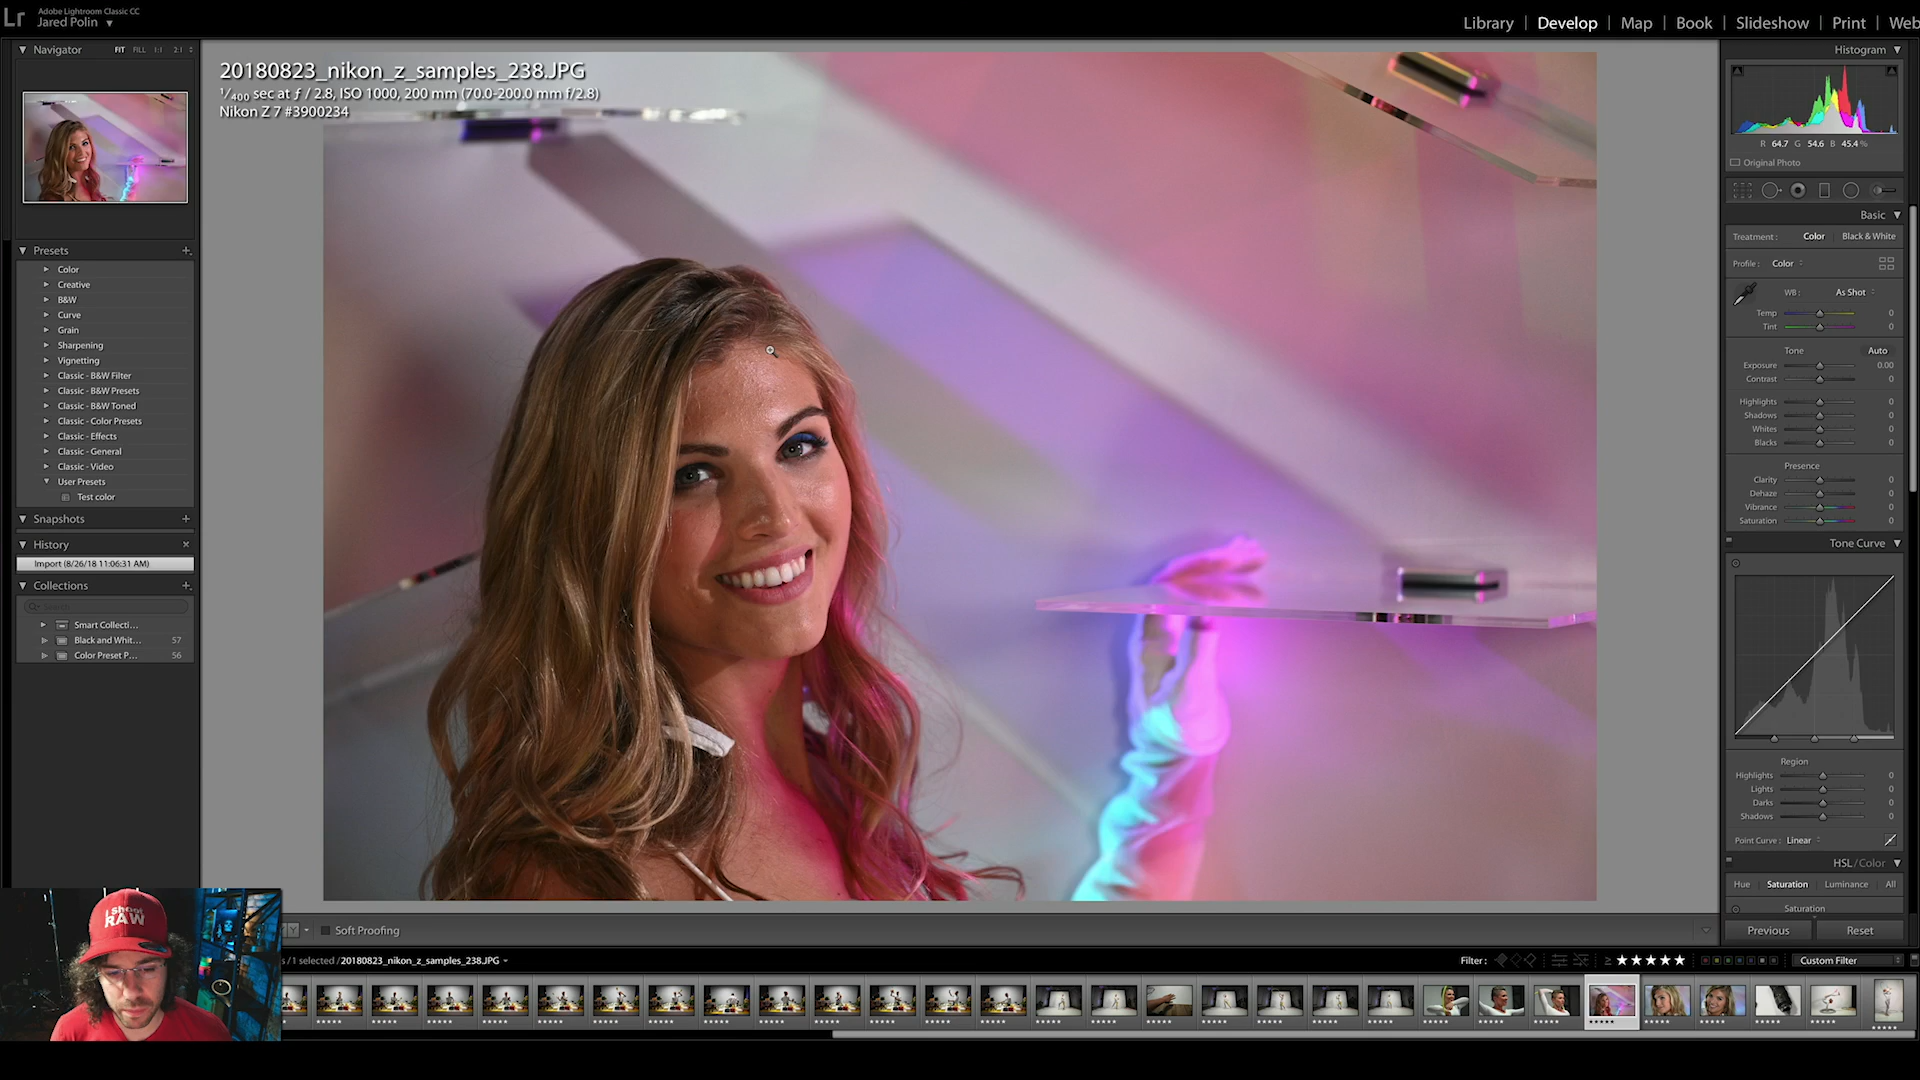 Lr
Adobe Lightroom Classic CC
Jared Polin
Library | Develop | Map | Book | Slideshow | Print | Web
Navigator FIT FILL 1:1 2:1
Presets
Color
Creative
B&W
Curve
Grain
Sharpening
Vignetting
Classic - B&W Filter
Classic - B&W Presets
Classic - B&W Toned
Classic - Color Presets
Classic - Effects
Classic - General
Classic - Video
User Presets
Test color
Snapshots
History
Import (8/26/18 11:06:31 AM)
Collections
Smart Collecti...
Black and Whit... 57
Color Preset P... 56
20180823_nikon_z_samples_238.JPG
1/400 sec at ƒ / 2.8, ISO 1000, 200 mm (70.0-200.0 mm f/2.8)
Nikon Z 7 #3900234
Histogram
R 64.7 G 54.6 B 45.4 %
Original Photo
Basic
Treatment : Color Black & White
Profile : Color
WB : As Shot
Temp 0
Tint 0
Tone Auto
Exposure 0.00
Contrast 0
Highlights 0
Shadows 0
Whites 0
Blacks 0
Presence
Clarity 0
Dehaze 0
Vibrance 0
Saturation 0
Tone Curve
Region
Highlights 0
Lights 0
Darks 0
Shadows 0
Point Curve : Linear
HSL / Color
Hue Saturation Luminance All
Saturation
Previous Reset
I shoot
RAW
Y Soft Proofing
s / 1 selected / 20180823_nikon_z_samples_238.JPG
Filter : ≥ ★★★★★ Custom Filter